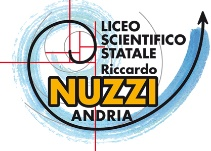 LICEO
SCIENTIFICO
STATALE
Riccardo
NUZZI
ANDRIA